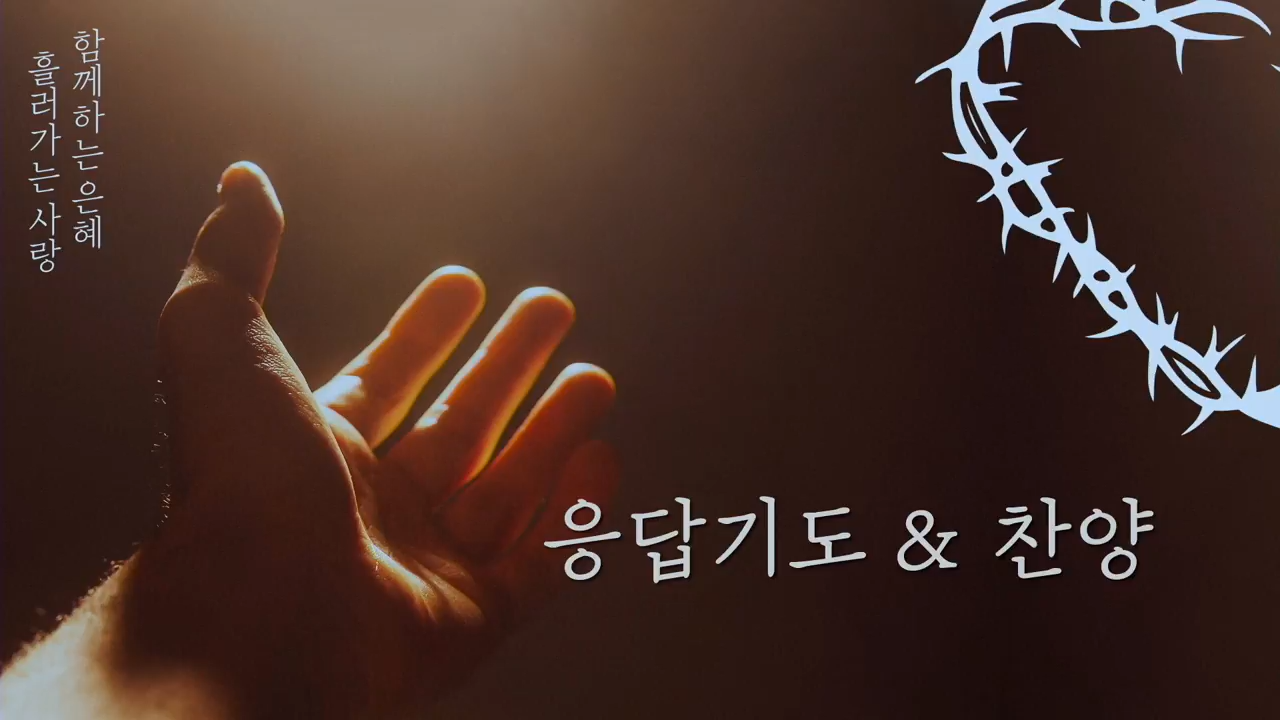 함께하는 은혜
흘러가는 사랑
응답기도 & 찬양